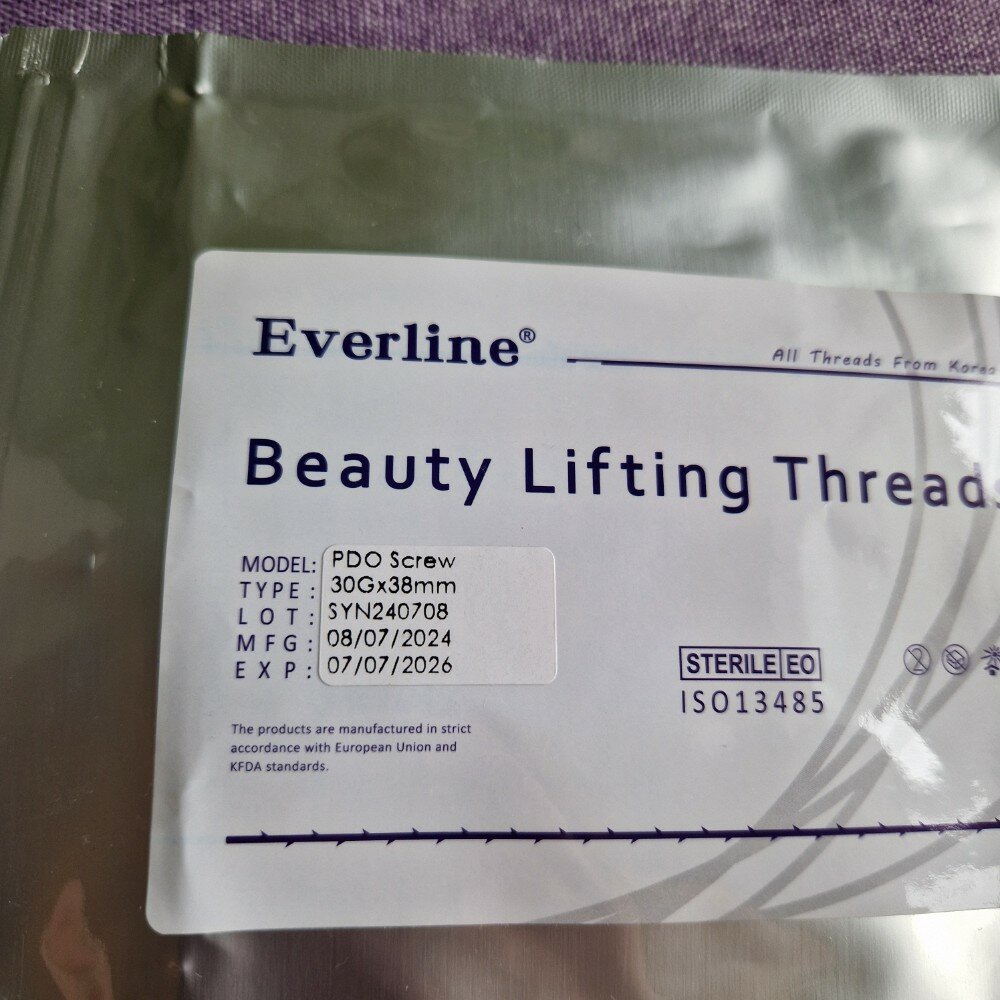 Everline®
All Threads From Korea
Beauty Lifting Threads
MODEL: PDO Screw
TYPE: 30Gx38mm
LOT: SYN240708
MFG: 08/07/2024
EXP: 07/07/2026
STERILE EO
ISO13485
The products are manufactured in strict
accordance with European Union and
KFDA standards.